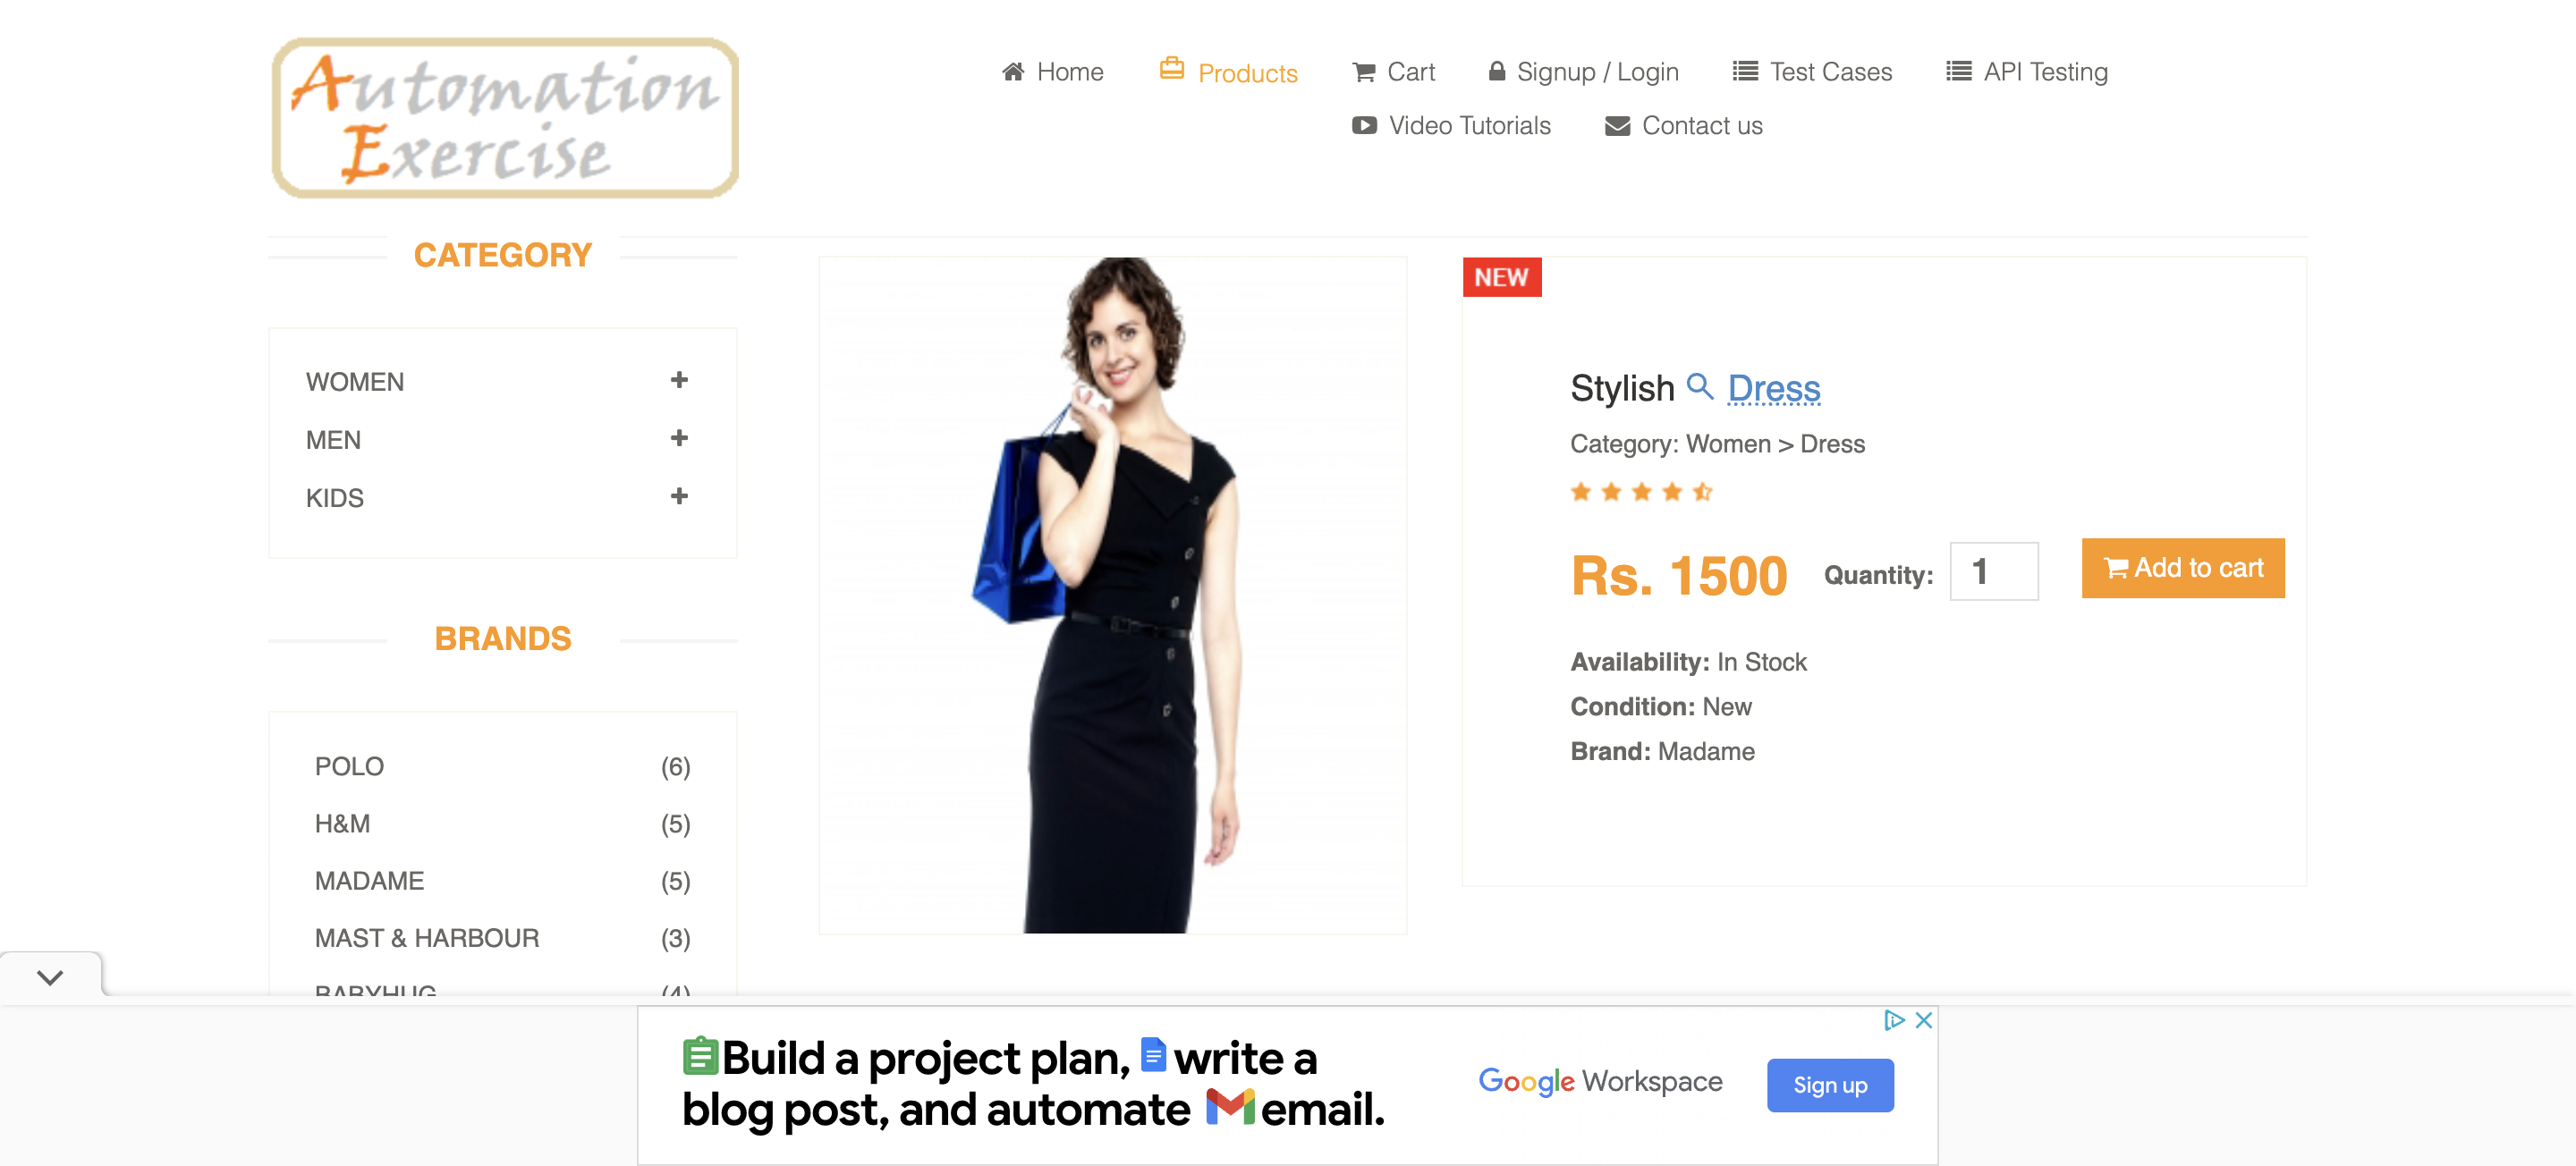 Automation
Exercise
Home
Products
Cart
Signup / Login
Test Cases
API Testing
Video Tutorials
Contact us
CATEGORY
WOMEN
MEN
KIDS
BRANDS
POLO (6)
H&M (5)
MADAME (5)
MAST & HARBOUR (3)
BABYHUG (4)
NEW
Stylish Dress
Category: Women > Dress
Rs. 1500 Quantity: 1 Add to cart
Availability: In Stock
Condition: New
Brand: Madame
Build a project plan, write a
blog post, and automate email.
Google Workspace
Sign up